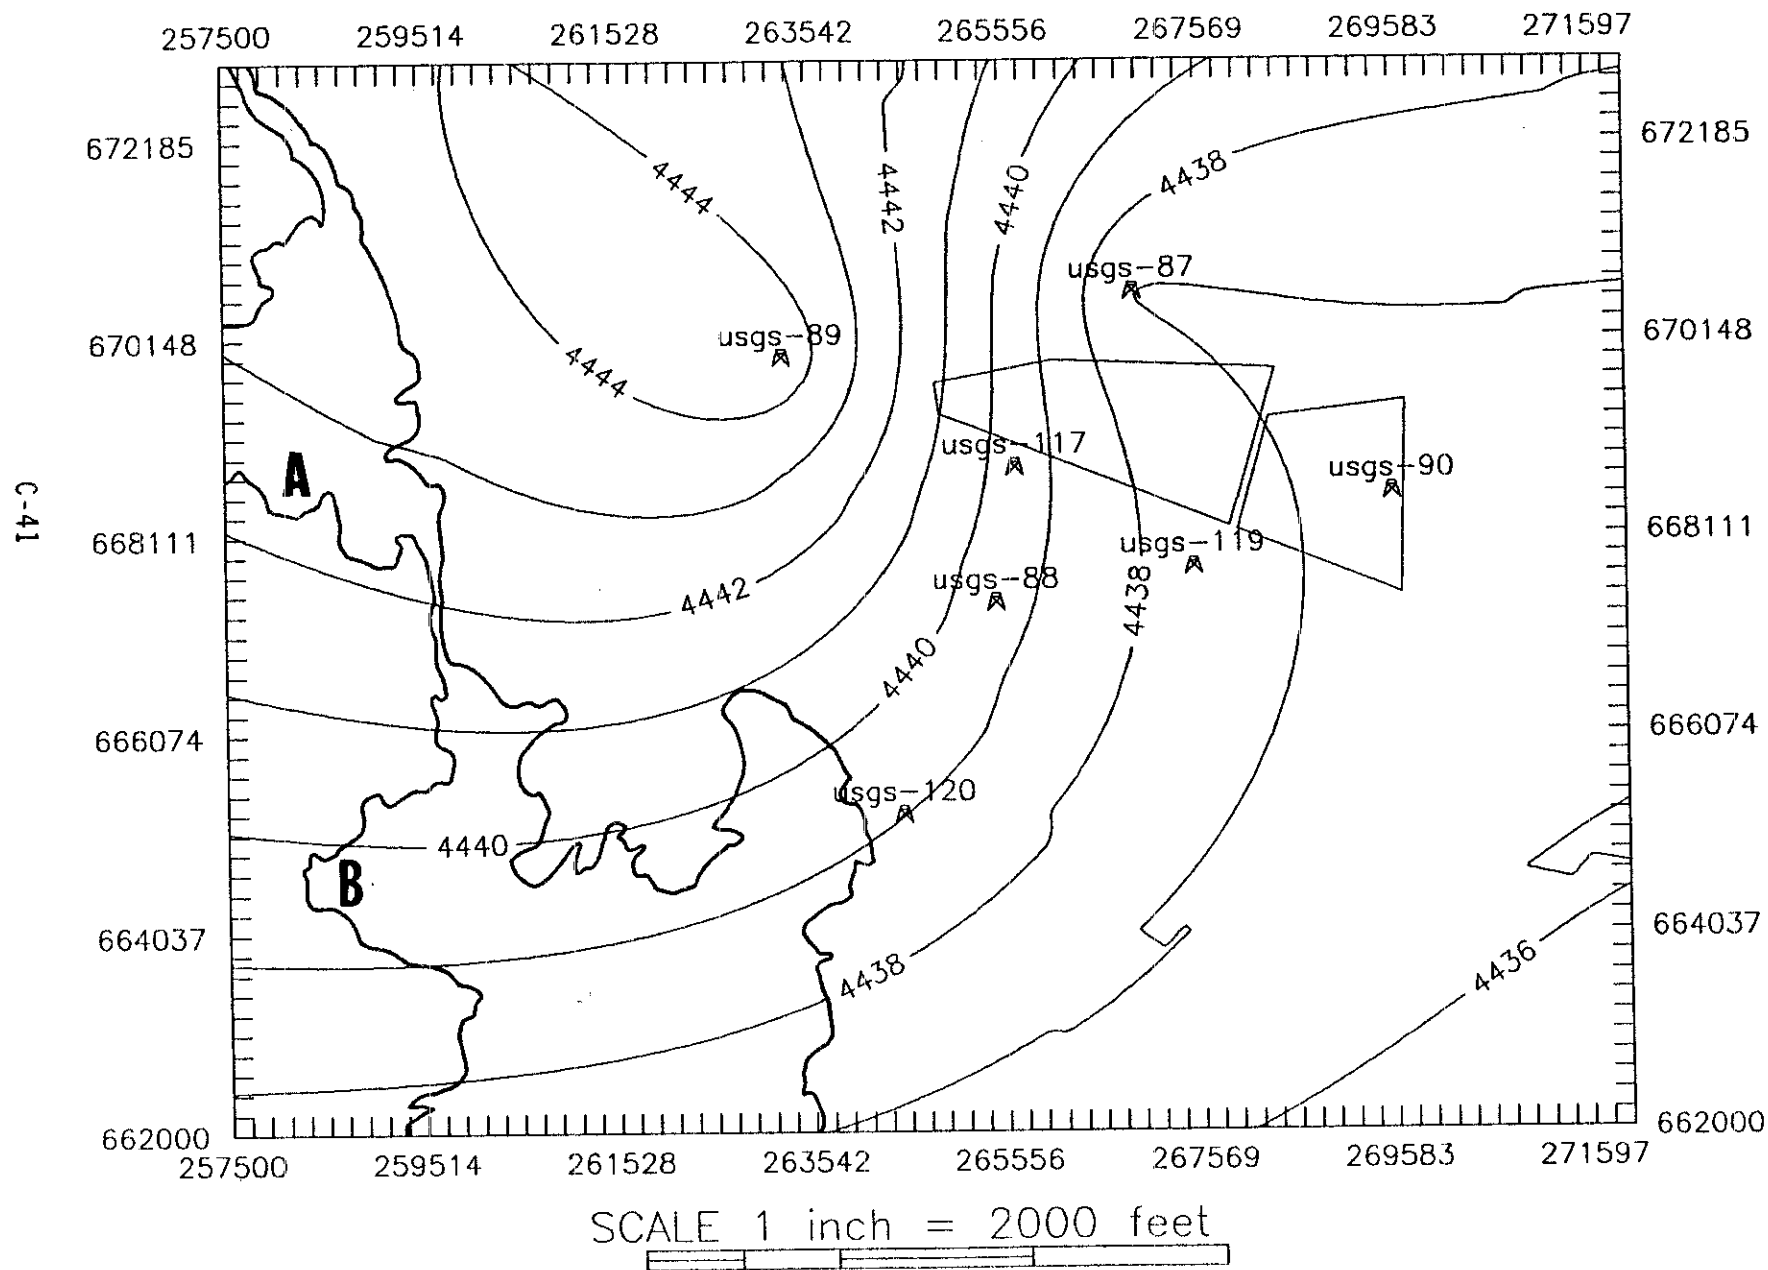 257500 259514 261528 263542 265556 267569 269583 271597
672185 672185
4444 4442 4440 4438
usgs-87
670148 usgs-89 670148
4444
usgs-117
A usgs-90
C-41
668111 usgs-119 668111
4442 usgs-88 4438
4440
666074 666074
usgs-120
4440
B
664037 664037
4438 4436
662000 662000
257500 259514 261528 263542 265556 267569 269583 271597
SCALE 1 inch = 2000 feet